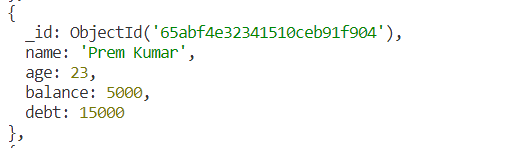 {
_id: ObjectId('65abf4e32341510ceb91f904'),
name: 'Prem Kumar',
age: 23,
balance: 5000,
debt: 15000
},